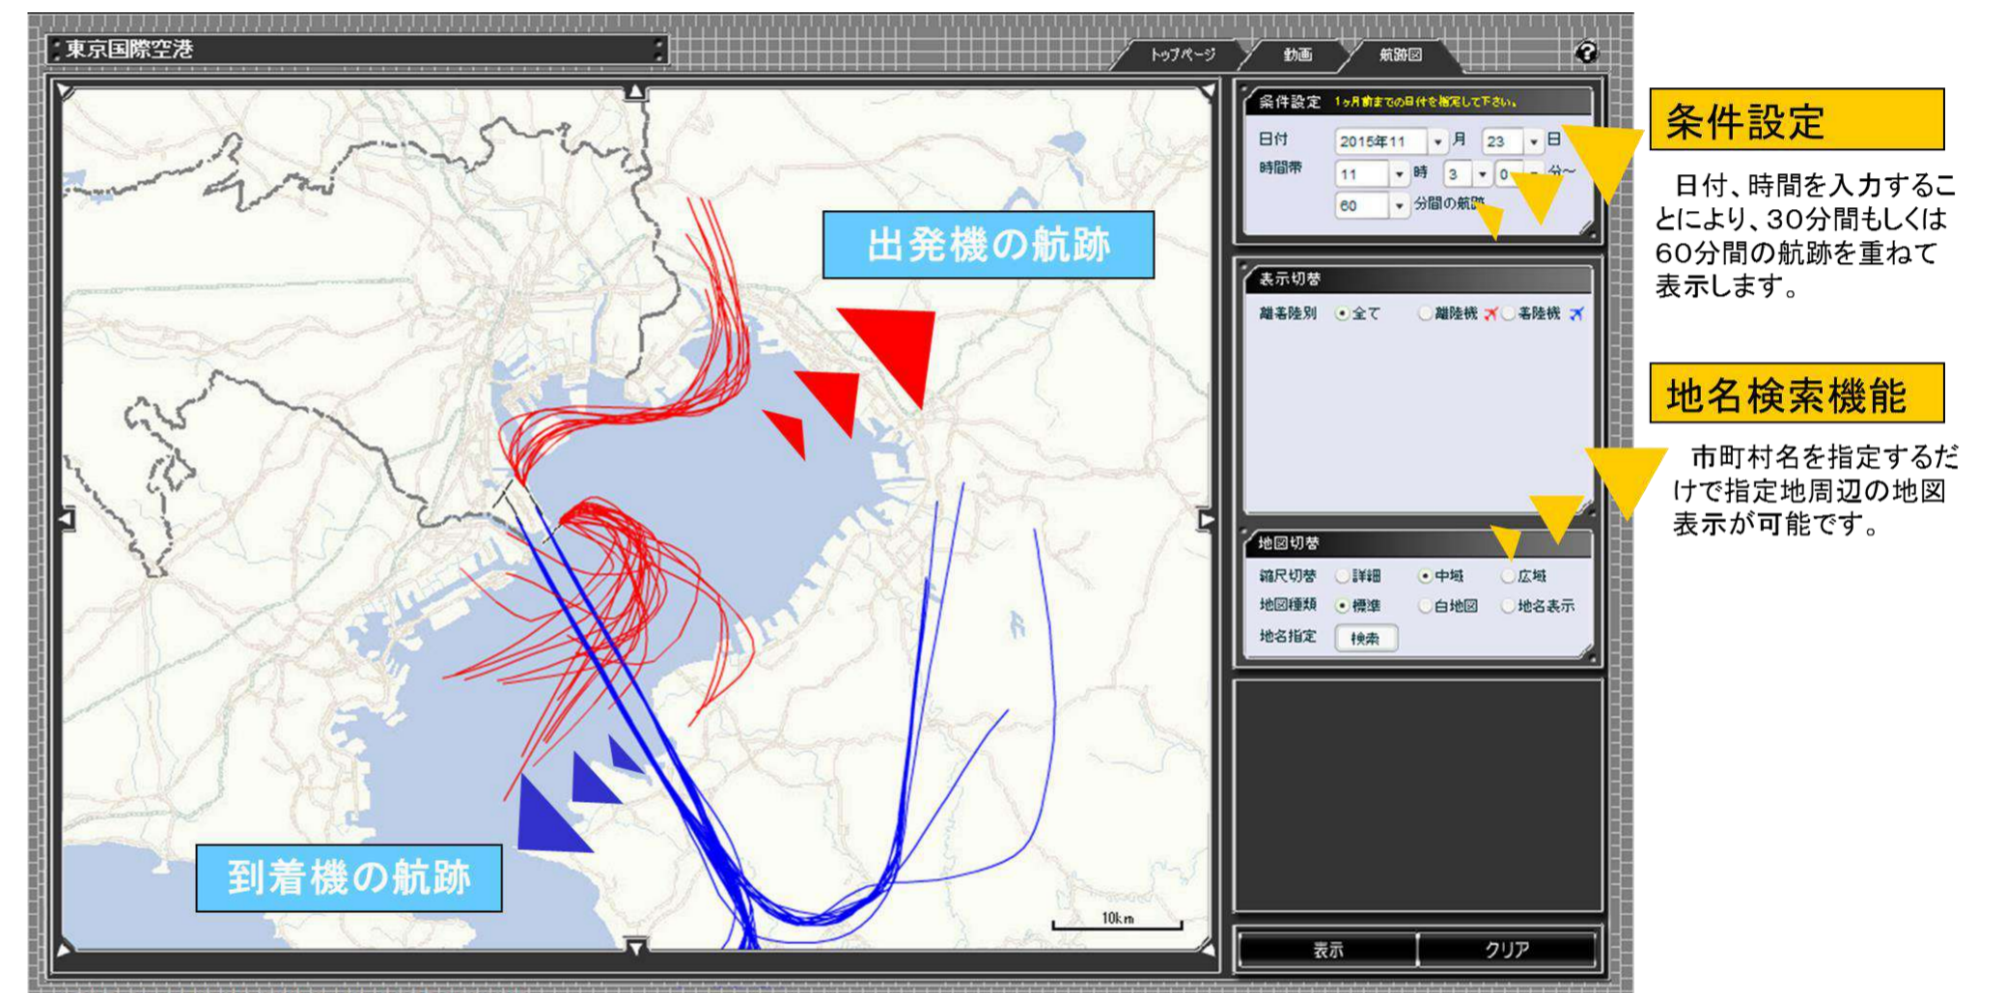 東京国際空港
トップページ
動画
航跡図
?
条件設定 1ヶ月前までの日付を指定して下さい。
日付 2015年11 月 23 日
時間帯 11 時 3 0 分～
60 分間の航跡
表示切替
離着陸別 全て 離陸機 着陸機
地図切替
縮尺切替 詳細 中域 広域
地図種類 標準 白地図 地名表示
地名指定 検索
表示
クリア
出発機の航跡
到着機の航跡
10km
条件設定
日付、時間を入力するこ
とにより、30分間もしくは
60分間の航跡を重ねて
表示します。
地名検索機能
市町村名を指定するだ
けで指定地周辺の地図
表示が可能です。